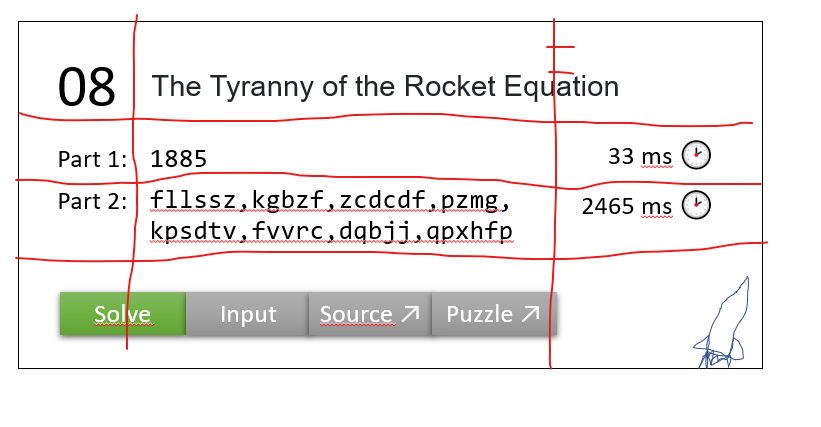 08 The Tyranny of the Rocket Equation
Part 1: 1885 33 ms
Part 2: fllssz,kgbzf,zcdcdf,pzmg, 2465 ms
kpsdtv,fvvrc,dqbjj,qpxhfp
Solve Input Source Puzzle